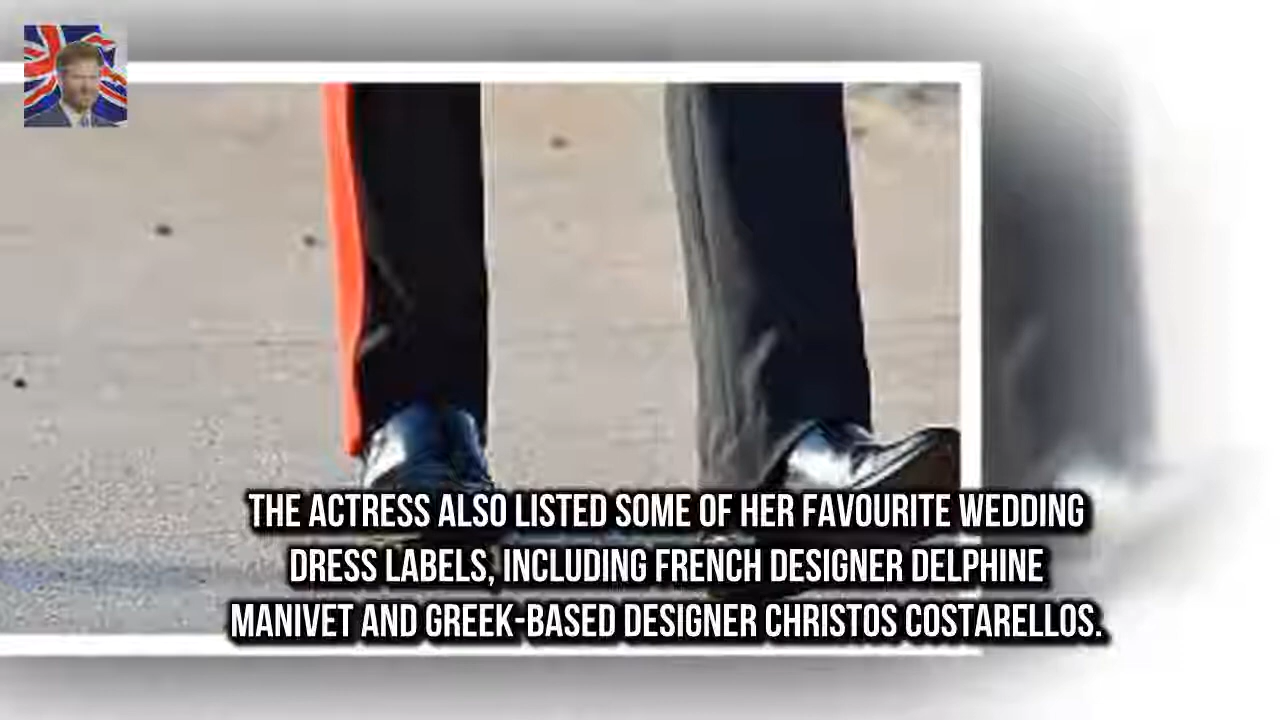 THE ACTRESS ALSO LISTED SOME OF HER FAVOURITE WEDDING
DRESS LABELS, INCLUDING FRENCH DESIGNER DELPHINE
MANIVET AND GREEK-BASED DESIGNER CHRISTOS COSTARELLOS.